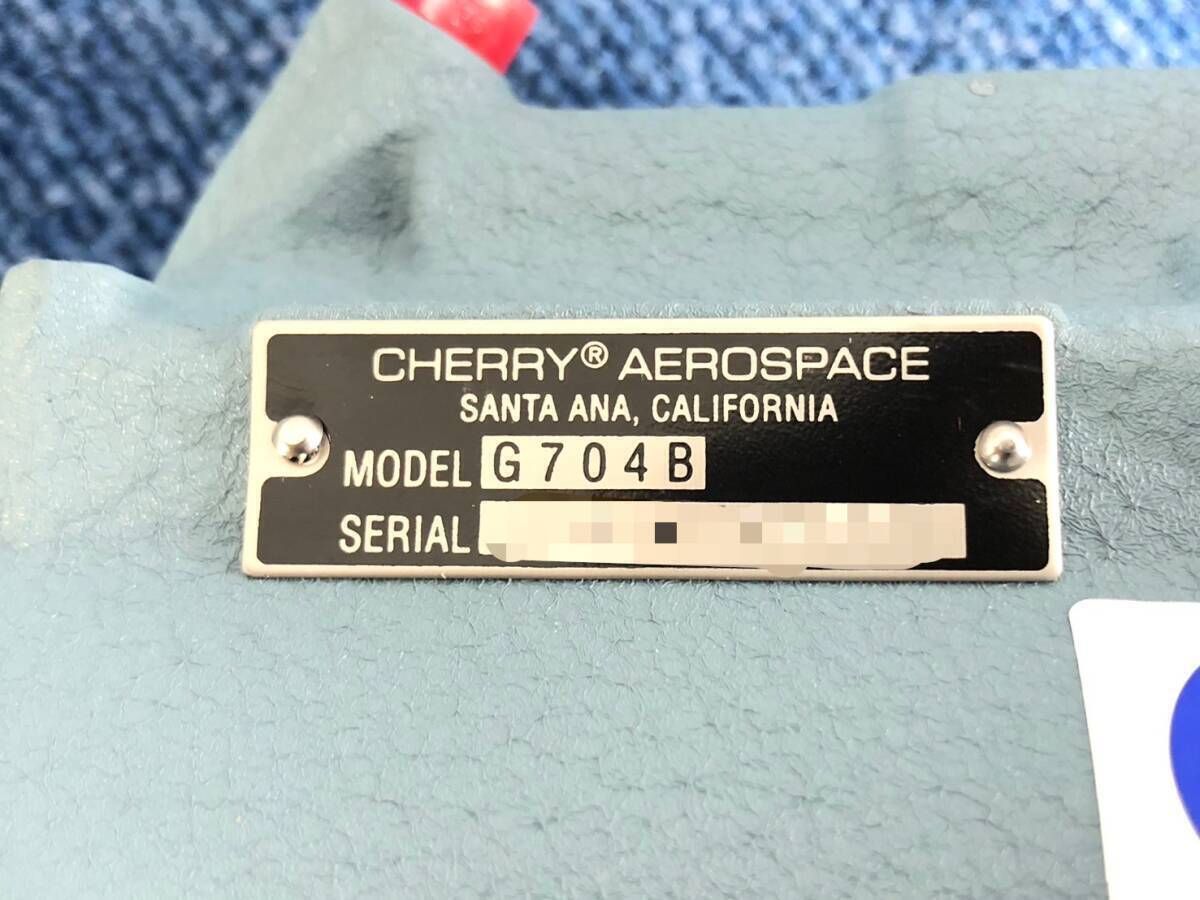 CHERRY® AEROSPACE
SANTA ANA, CALIFORNIA
MODEL G704B
SERIAL